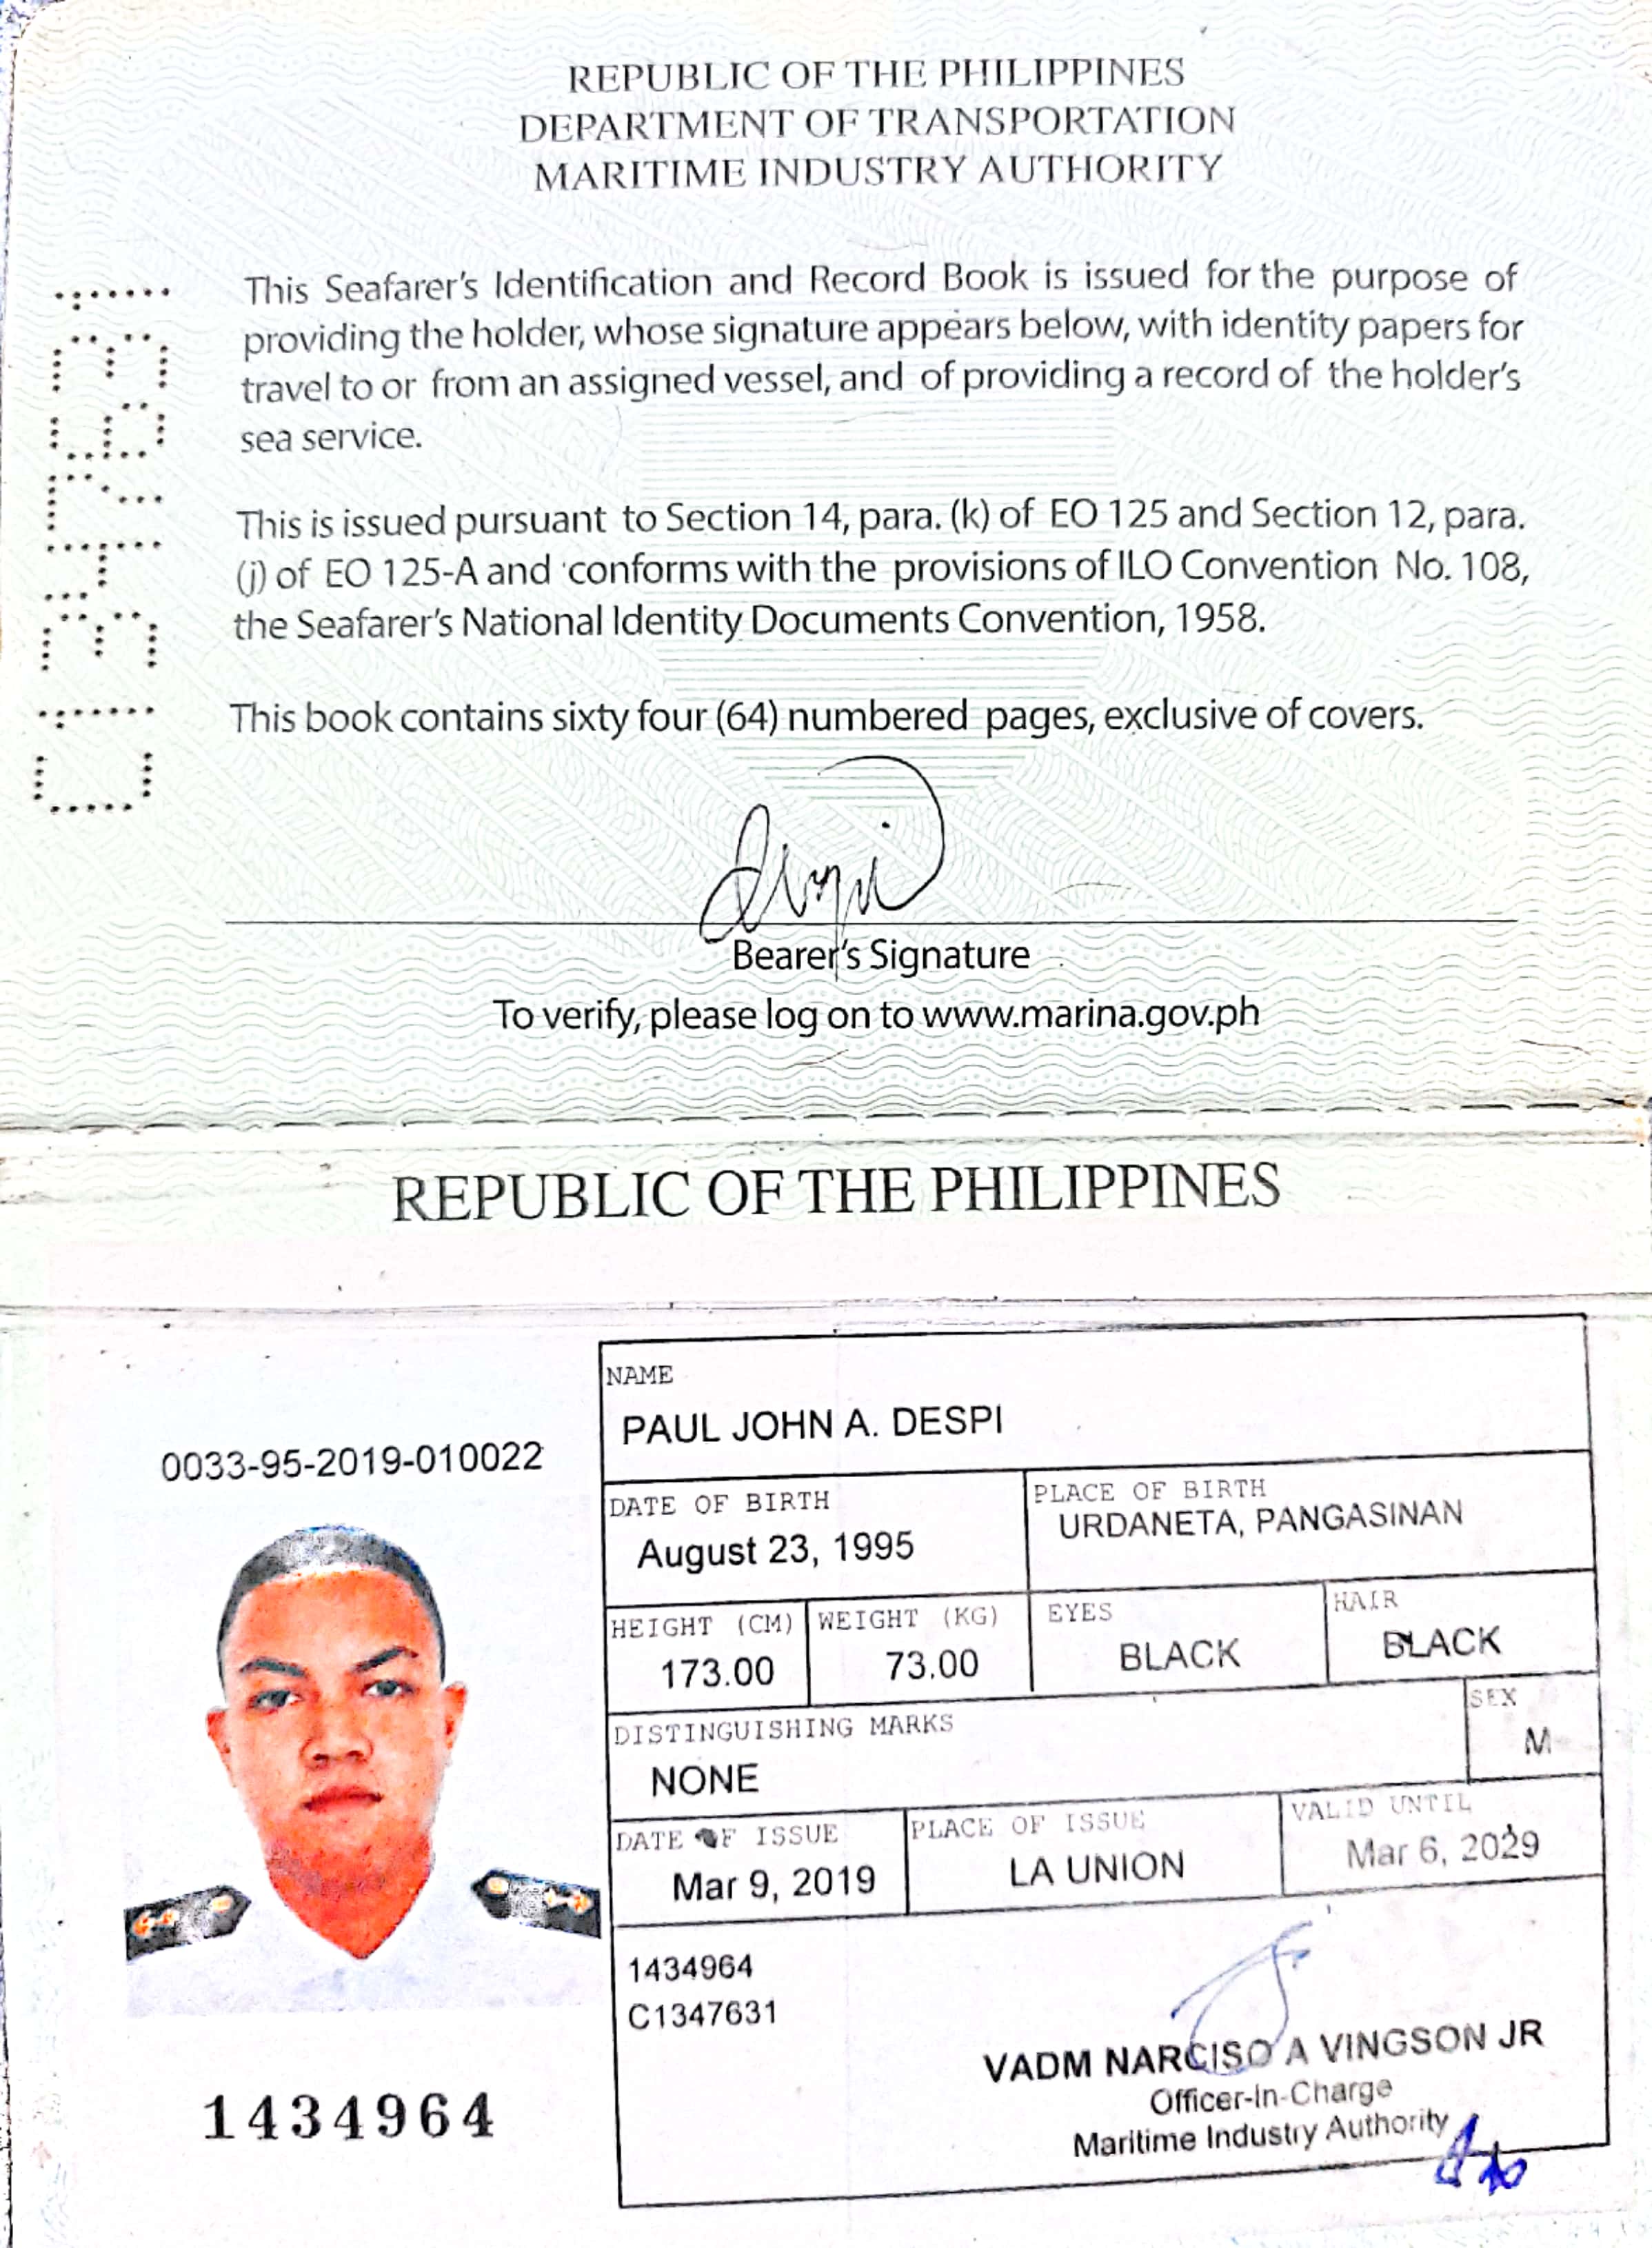 REPUBLIC OF THE PHILIPPINES
DEPARTMENT OF TRANSPORTATION
MARITIME INDUSTRY AUTHORITY
This Seafarer's Identification and Record Book is issued for the purpose of
providing the holder, whose signature appears below, with identity papers for
travel to or from an assigned vessel, and of providing a record of the holder's
sea service.
This is issued pursuant to Section 14, para. (k) of EO 125 and Section 12, para.
(j) of EO 125-A and conforms with the provisions of ILO Convention No. 108,
the Seafarer's National Identity Documents Convention, 1958.
This book contains sixty four (64) numbered pages, exclusive of covers.
Bearer's Signature
To verify, please log on to www.marina.gov.ph
REPUBLIC OF THE PHILIPPINES
0033-95-2019-010022
1434964
NAME
PAUL JOHN A. DESPI
DATE OF BIRTH
August 23, 1995
PLACE OF BIRTH
URDANETA, PANGASINAN
HEIGHT (CM)
173.00
WEIGHT (KG)
73.00
EYES
BLACK
HAIR
BLACK
DISTINGUISHING MARKS
NONE
SEX
M
DATE OF ISSUE
Mar 9, 2019
PLACE OF ISSUE
LA UNION
VALID UNTIL
Mar 6, 2029
1434964
C1347631
VADM NARCISO A VINGSON JR
Officer-In-Charge
Maritime Industry Authority